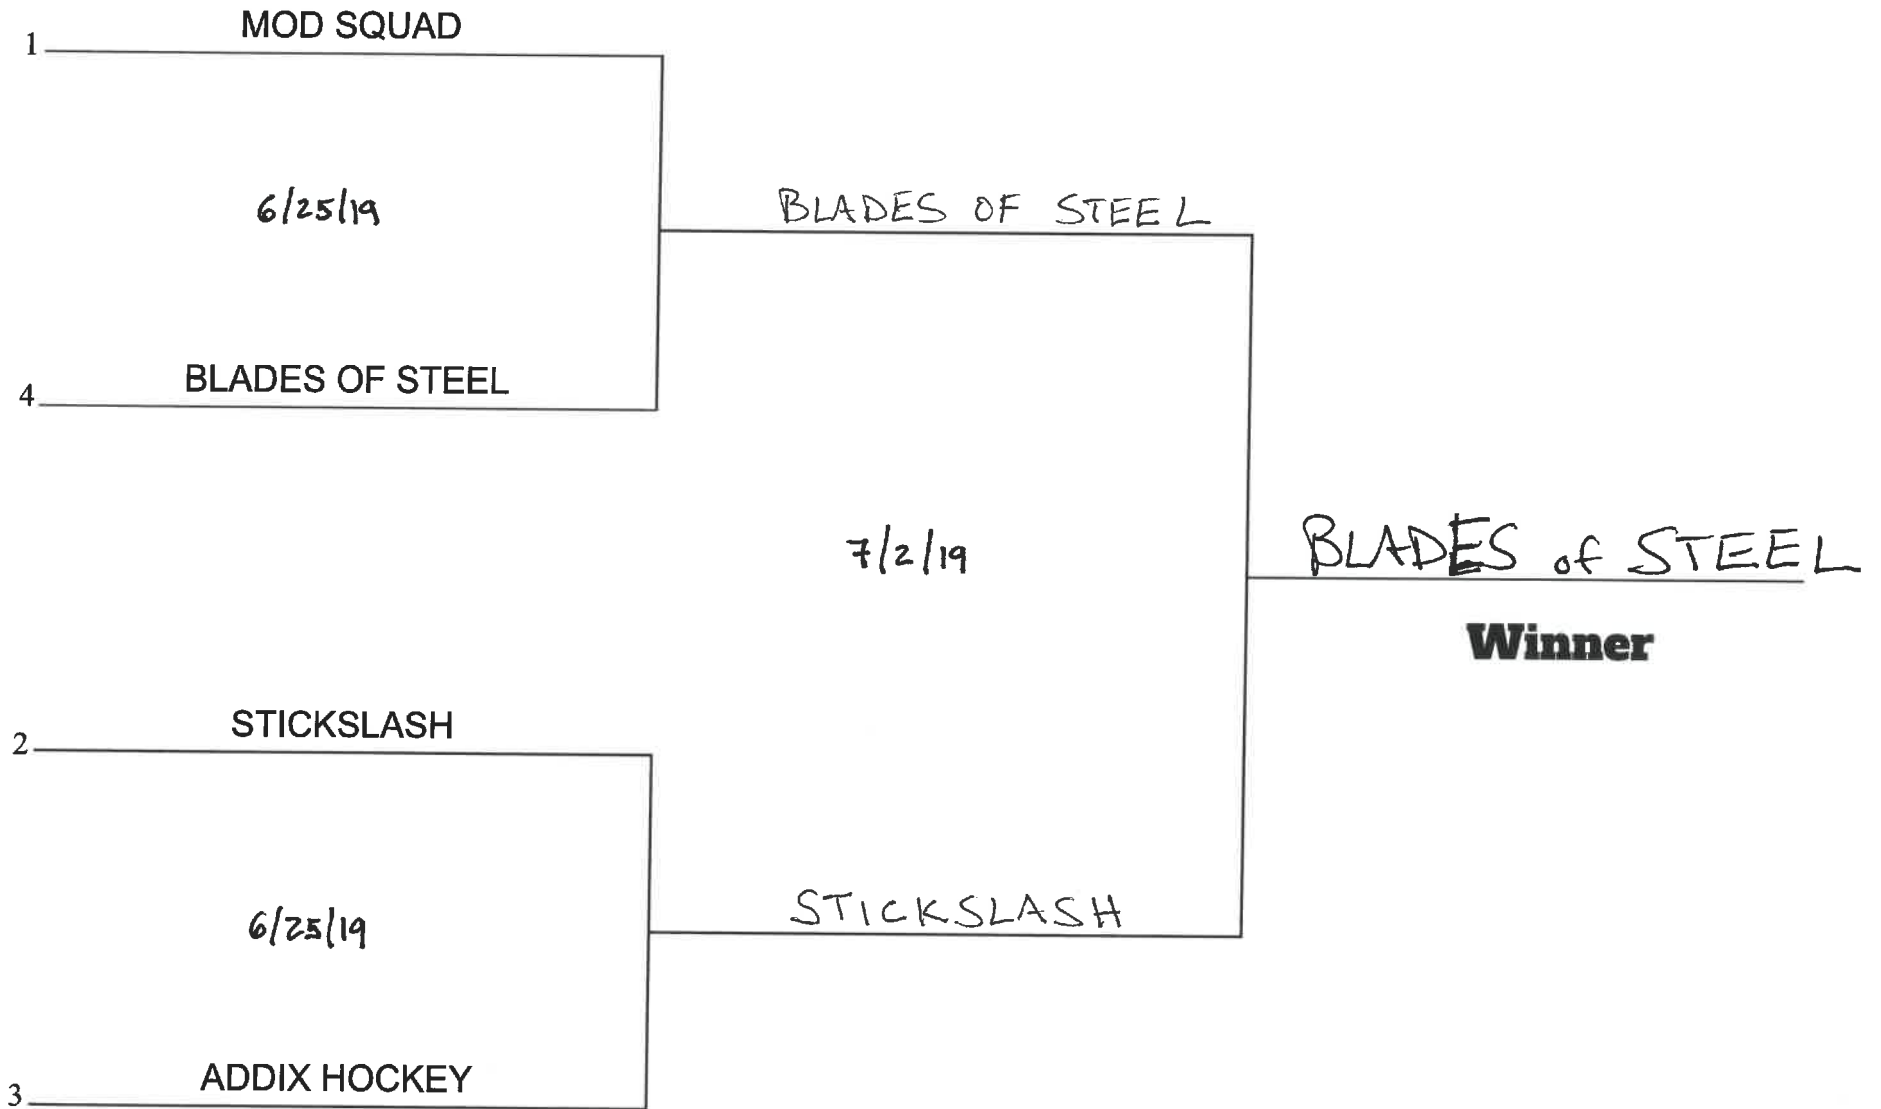 MOD SQUAD
1
6/25/19
BLADES OF STEEL
BLADES OF STEEL
4
7/2/19
BLADES of STEEL
Winner
STICKSLASH
2
6/25/19
STICKSLASH
ADDIX HOCKEY
3